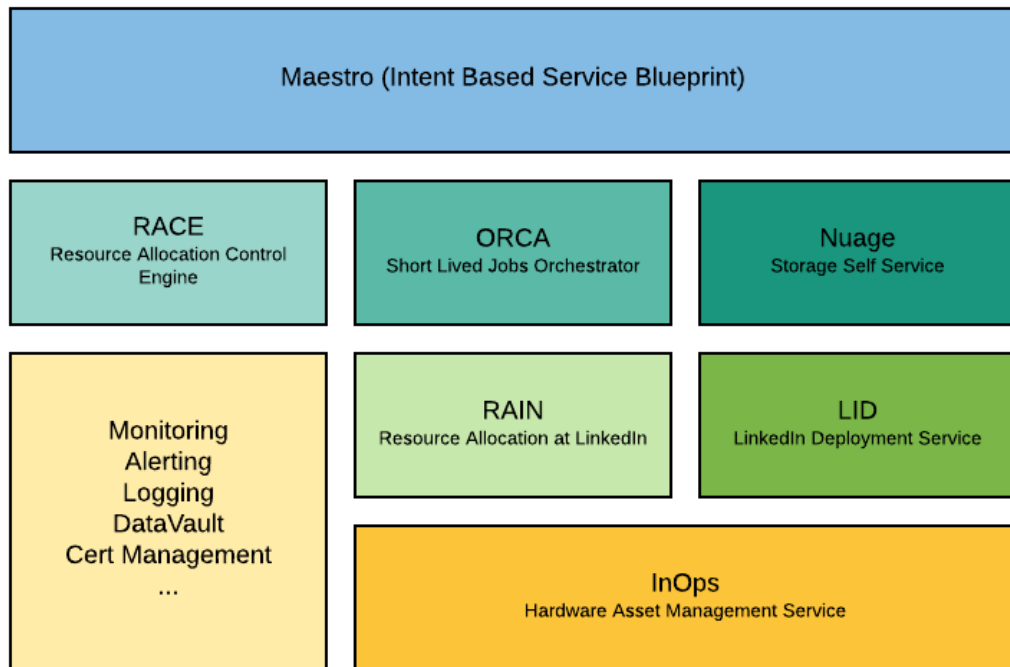 Maestro (Intent Based Service Blueprint)
RACE
Resource Allocation Control
Engine
ORCA
Short Lived Jobs Orchestrator
Nuage
Storage Self Service
Monitoring
Alerting
Logging
DataVault
Cert Management
...
RAIN
Resource Allocation at LinkedIn
LID
LinkedIn Deployment Service
InOps
Hardware Asset Management Service